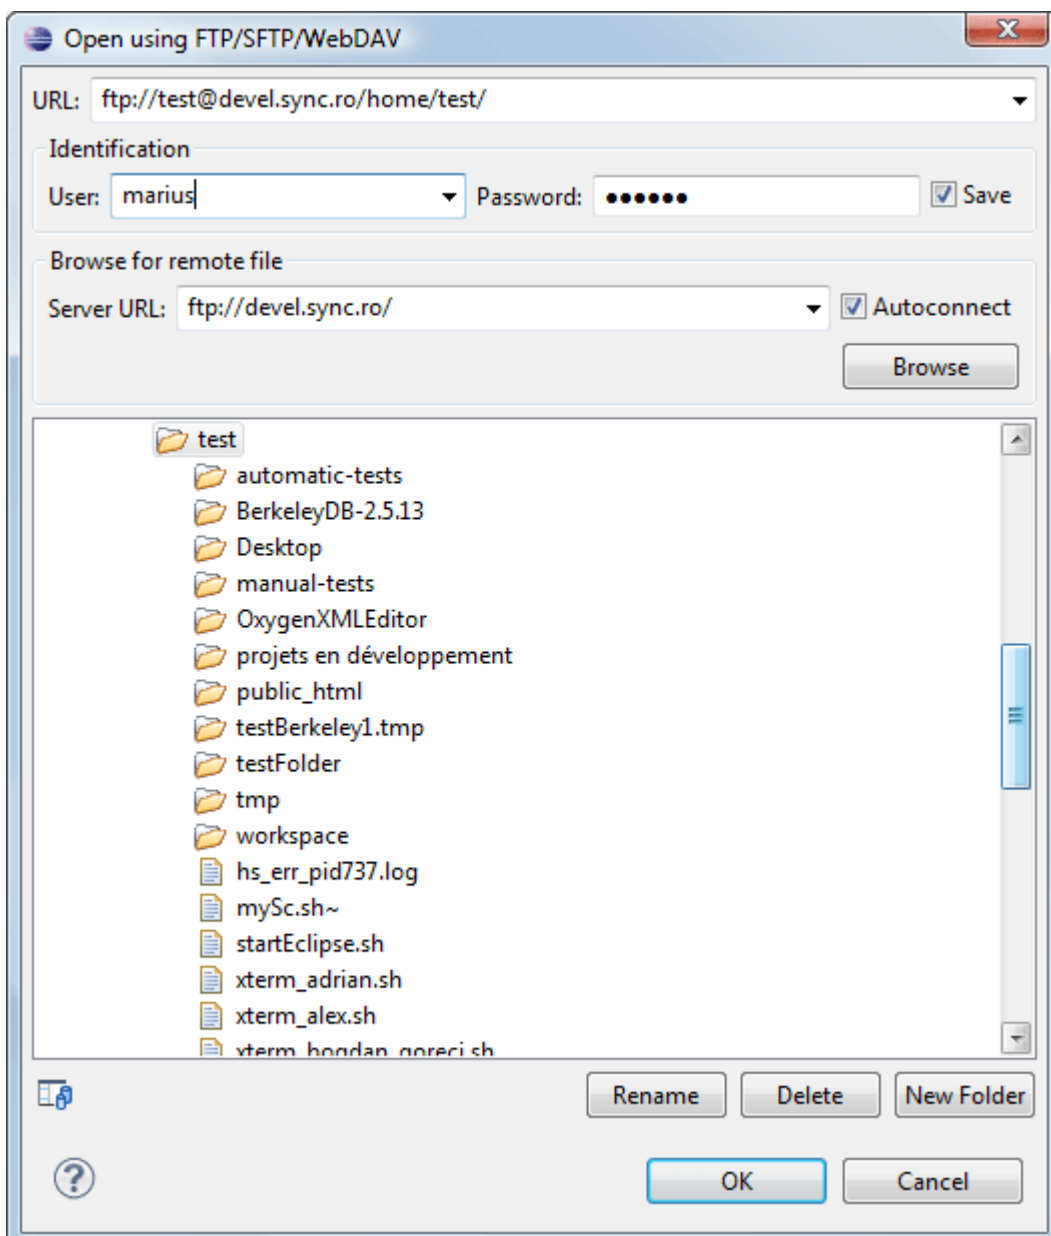 Open using FTP/SFTP/WebDAV
URL: ftp://test@devel.sync.ro/home/test/
Identification
User: marius Password: •••••• Save
Browse for remote file
Server URL: ftp://devel.sync.ro/ Autoconnect
Browse
test
automatic-tests
BerkeleyDB-2.5.13
Desktop
manual-tests
OxygenXMLEditor
projets en développement
public_html
testBerkeley1.tmp
testFolder
tmp
workspace
hs_err_pid737.log
mySc.sh~
startEclipse.sh
xterm_adrian.sh
xterm_alex.sh
xterm_bogdan_goreci.sh
Rename Delete New Folder
OK Cancel